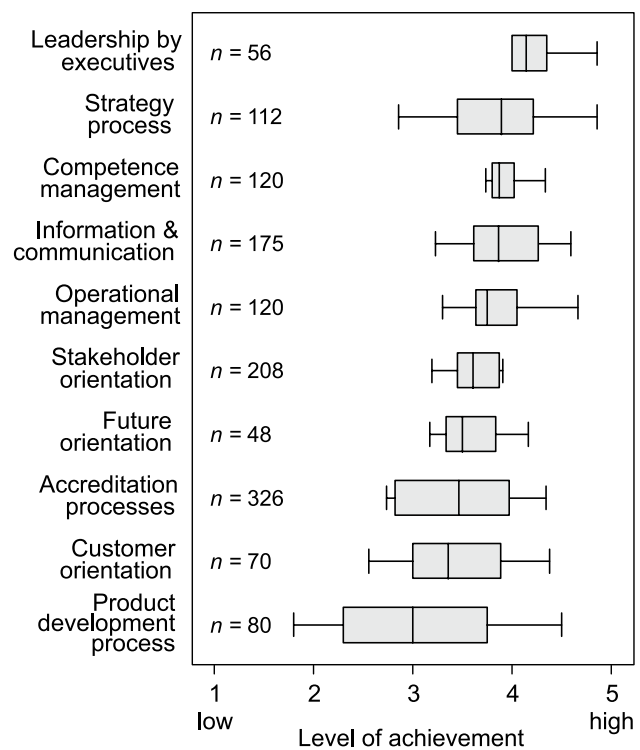 Leadership by
executives
n = 56
Strategy
process
n = 112
Competence
management
n = 120
Information &
communication
n = 175
Operational
management
n = 120
Stakeholder
orientation
n = 208
Future
orientation
n = 48
Accreditation
processes
n = 326
Customer
orientation
n = 70
Product
development
process
n = 80
1 2 3 4 5
low high
Level of achievement